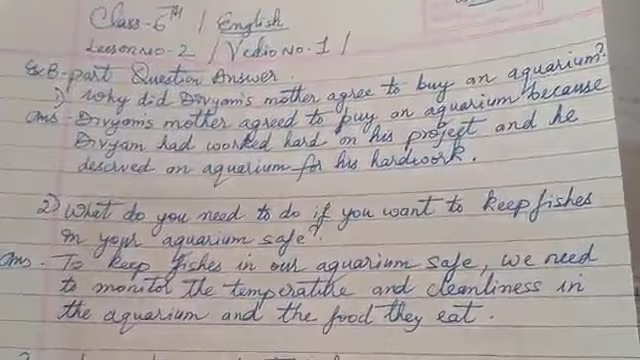 Class-6TH / English
Lesson No. 2 / Vedio No. 1 /
Ex B-part Question Answer.
1) Why did Divyam's mother agree to buy an aquarium?
Ans - Divyam's mother agreed to buy an aquarium because
Divyam had worked hard on his project and he
deserved an aquarium for his hardwork.
2) What do you need to do if you want to keep fishes
in your aquarium safe?
Ans - To keep fishes in our aquarium safe, we need
to monitor the temperature and cleanliness in
the aquarium and the food they eat.